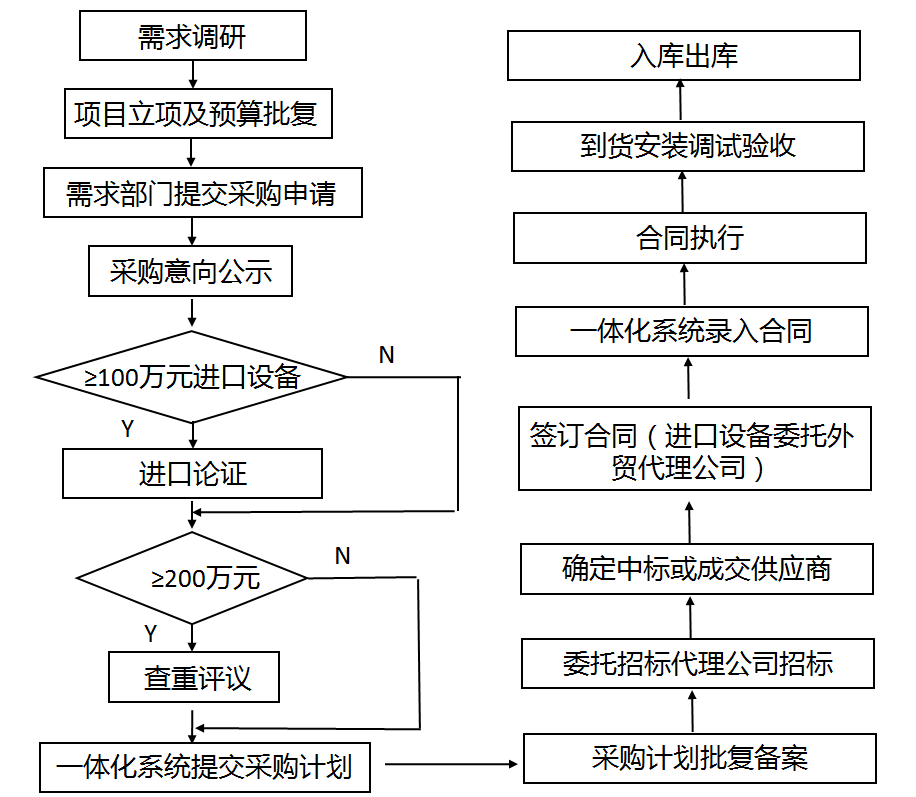 需求调研
项目立项及预算批复
需求部门提交采购申请
采购意向公示
≥100万元进口设备
N
Y
进口论证
≥200万元
N
Y
查重评议
一体化系统提交采购计划
采购计划批复备案
委托招标代理公司招标
确定中标或成交供应商
签订合同（进口设备委托外
贸代理公司）
一体化系统录入合同
合同执行
到货安装调试验收
入库出库